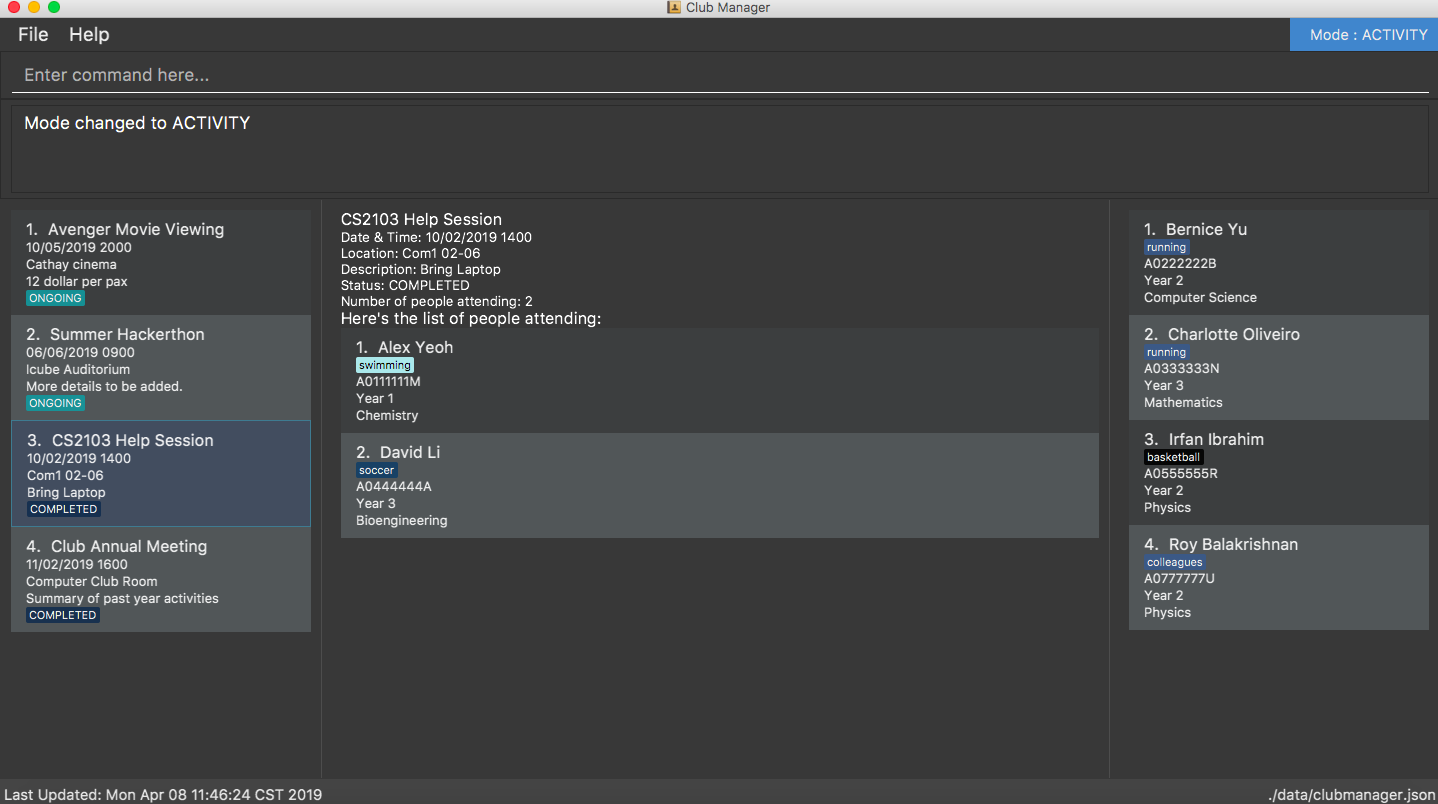 Club Manager
File Help Mode : ACTIVITY
Enter command here...
Mode changed to ACTIVITY
1. Avenger Movie Viewing
10/05/2019 2000
Cathay cinema
12 dollar per pax
ONGOING
2. Summer Hackerthon
06/06/2019 0900
Icube Auditorium
More details to be added.
ONGOING
3. CS2103 Help Session
10/02/2019 1400
Com1 02-06
Bring Laptop
COMPLETED
4. Club Annual Meeting
11/02/2019 1600
Computer Club Room
Summary of past year activities
COMPLETED
CS2103 Help Session
Date & Time: 10/02/2019 1400
Location: Com1 02-06
Description: Bring Laptop
Status: COMPLETED
Number of people attending: 2
Here's the list of people attending:
1. Alex Yeoh
swimming
A0111111M
Year 1
Chemistry
2. David Li
soccer
A0444444A
Year 3
Bioengineering
1. Bernice Yu
running
A0222222B
Year 2
Computer Science
2. Charlotte Oliveiro
running
A0333333N
Year 3
Mathematics
3. Irfan Ibrahim
basketball
A0555555R
Year 2
Physics
4. Roy Balakrishnan
colleagues
A0777777U
Year 2
Physics
Last Updated: Mon Apr 08 11:46:24 CST 2019
./data/clubmanager.json